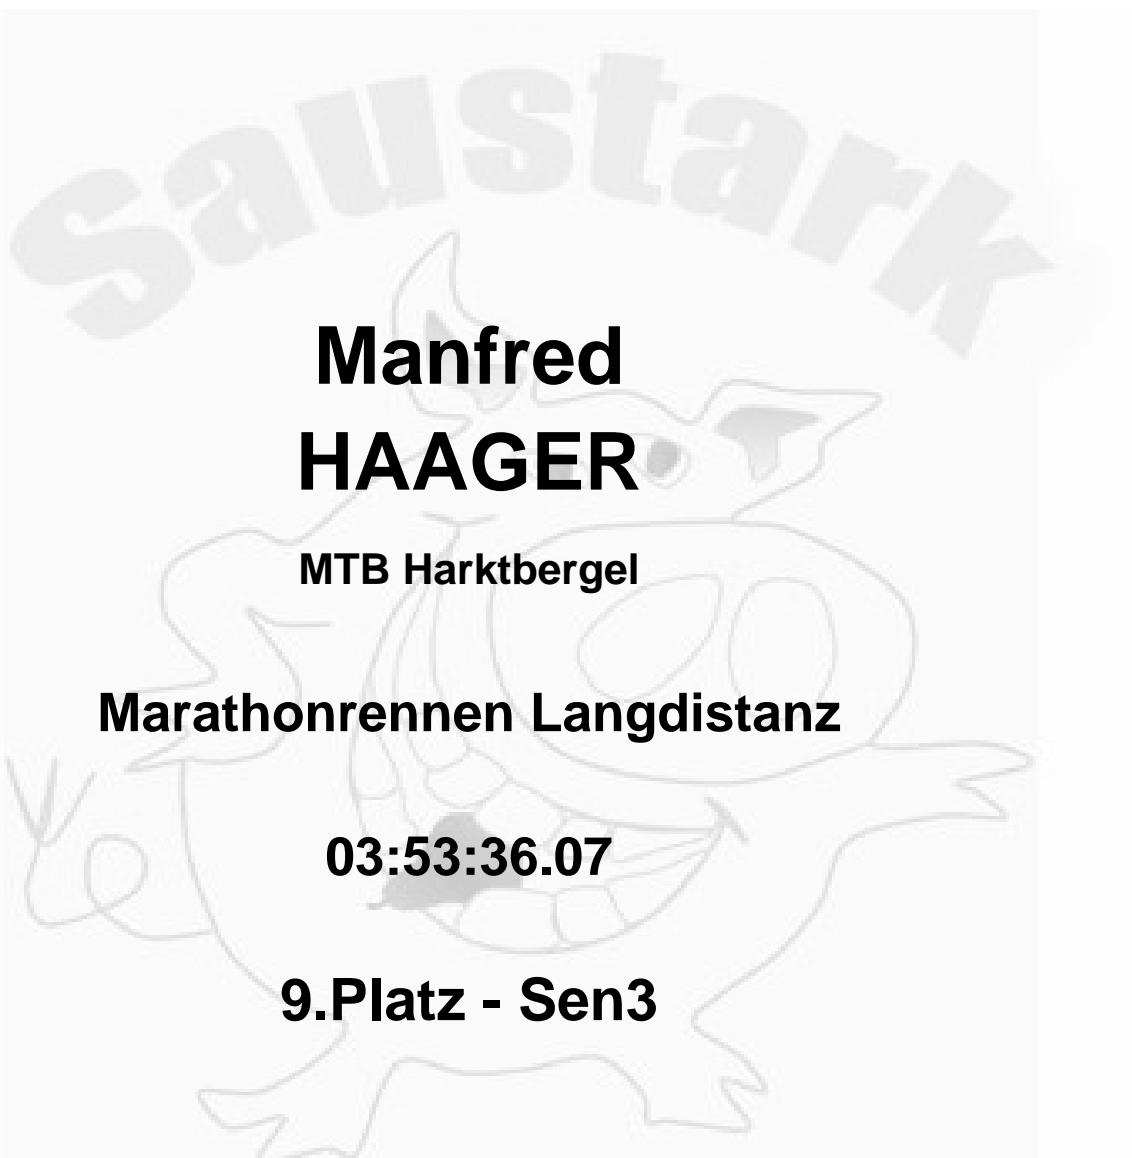 Saustark
Manfred
HAAGER
MTB Harktbergel
Marathonrennen Langdistanz
03:53:36.07
9.Platz - Sen3